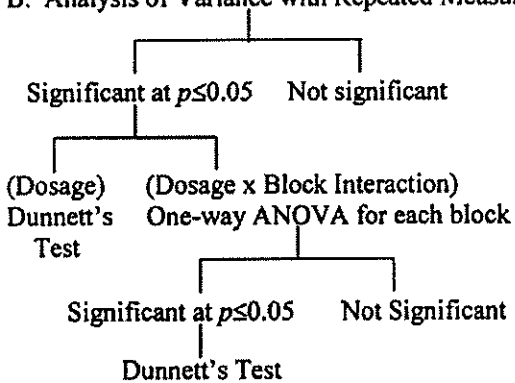 B. Analysis of Variance with Repeated
Significant at p≤0.05 Not significant
(Dosage) (Dosage x Block Interaction)
Dunnett's One-way ANOVA for each block
Test
Significant at p≤0.05 Not Significant
Dunnett's Test